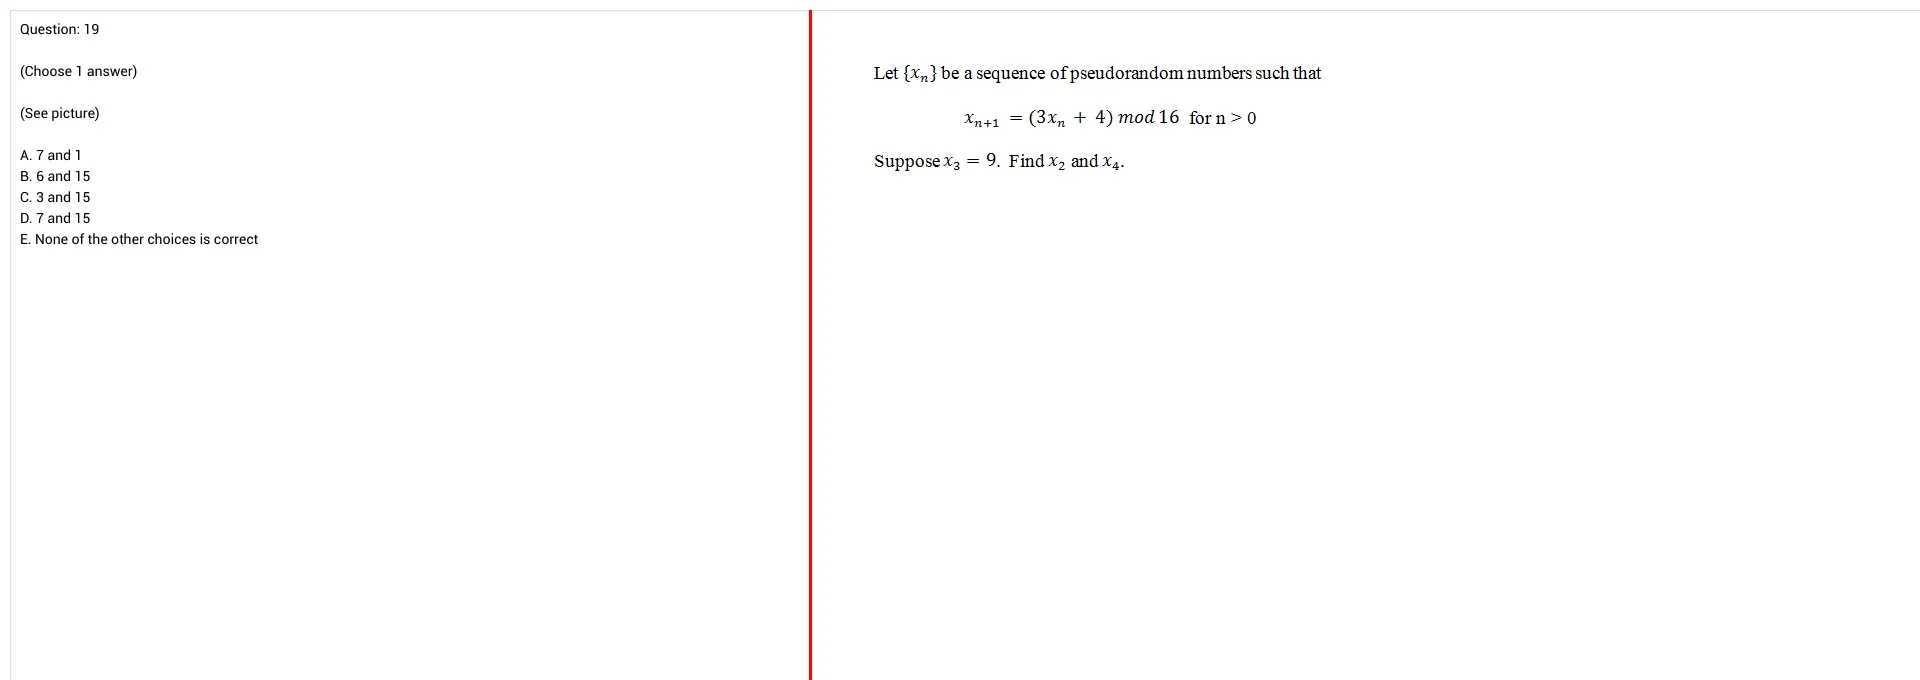 Question: 19
(Choose 1 answer)
(See picture)
A. 7 and 1
B. 6 and 15
C. 3 and 15
D. 7 and 15
E. None of the other choices is correct
Let {xₙ} be a sequence of pseudorandom numbers such that
xₙ₊₁ = (3xₙ + 4) mod 16 for n > 0
Suppose x₃ = 9. Find x₂ and x₄.